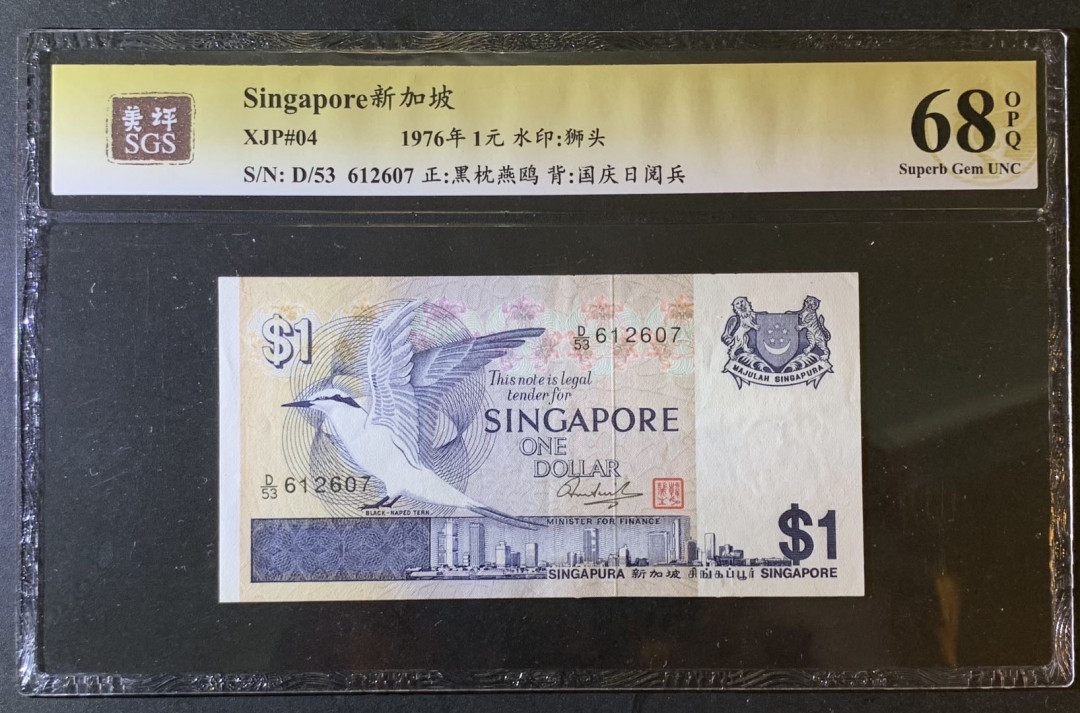 美评
SGS
Singapore新加坡
XJP#04 1976年 1元 水印:狮头
S/N: D/53 612607 正:黑枕燕鸥 背:国庆日阅兵
68
OPQ
Superb Gem UNC
$1
D/53 612607
MAJULAH SINGAPURA
This note is legal
tender for
SINGAPORE
ONE
DOLLAR
D/53 612607
BLACK-NAPED TERN
MINISTER FOR FINANCE
$1
SINGAPURA 新加坡 சிங்கப்பூர் SINGAPORE